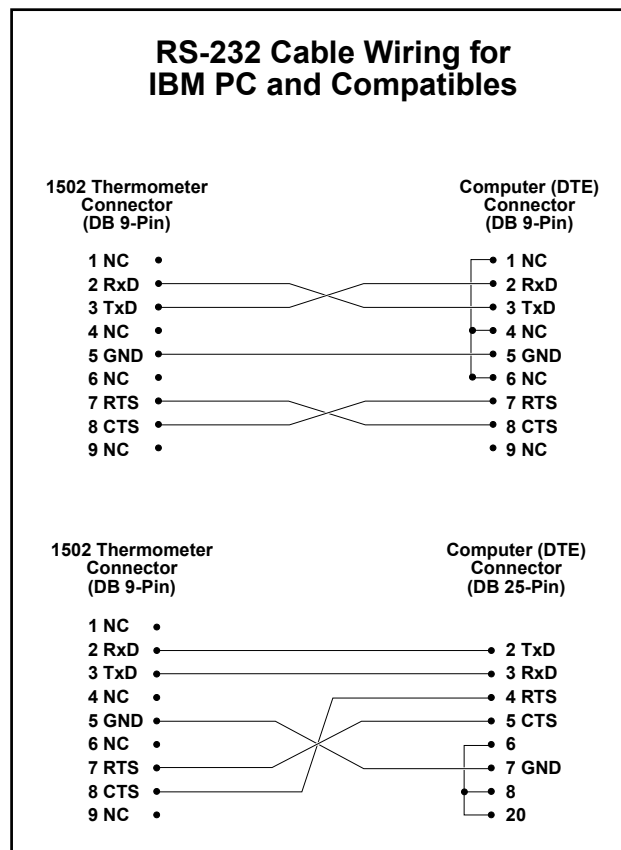 RS-232 Cable Wiring for
IBM PC and Compatibles
1502 Thermometer
Connector
(DB 9-Pin)
Computer (DTE)
Connector
(DB 9-Pin)
1 NC
2 RxD
3 TxD
4 NC
5 GND
6 NC
7 RTS
8 CTS
9 NC
1 NC
2 RxD
3 TxD
4 NC
5 GND
6 NC
7 RTS
8 CTS
9 NC
1502 Thermometer
Connector
(DB 9-Pin)
Computer (DTE)
Connector
(DB 25-Pin)
1 NC
2 RxD
3 TxD
4 NC
5 GND
6 NC
7 RTS
8 CTS
9 NC
2 TxD
3 RxD
4 RTS
5 CTS
6
7 GND
8
20